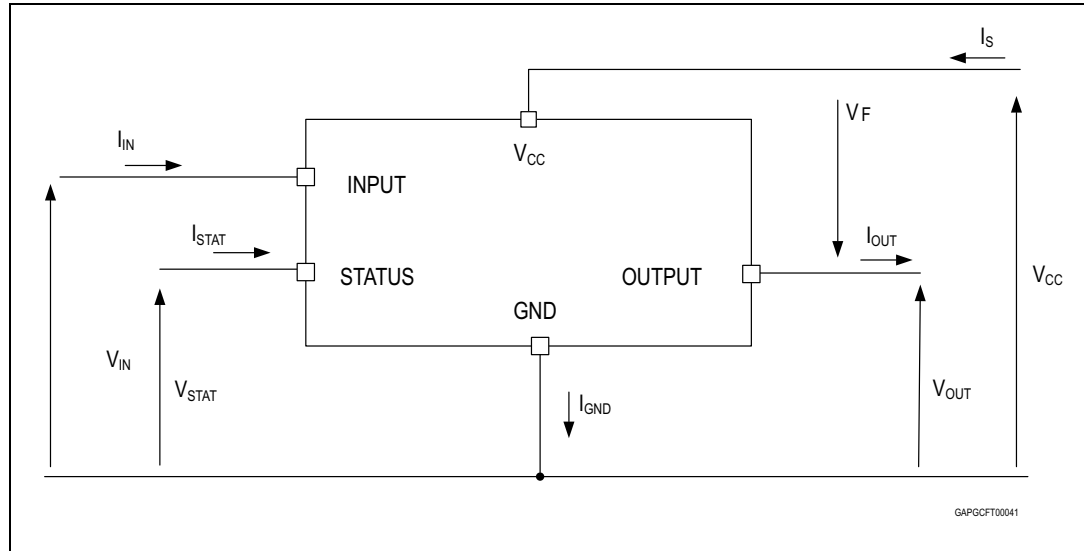 I_S
V_F
I_IN
V_CC
INPUT
I_STAT
I_OUT
STATUS
OUTPUT
V_CC
GND
V_IN
V_STAT
I_GND
V_OUT
GAPGCFT00041